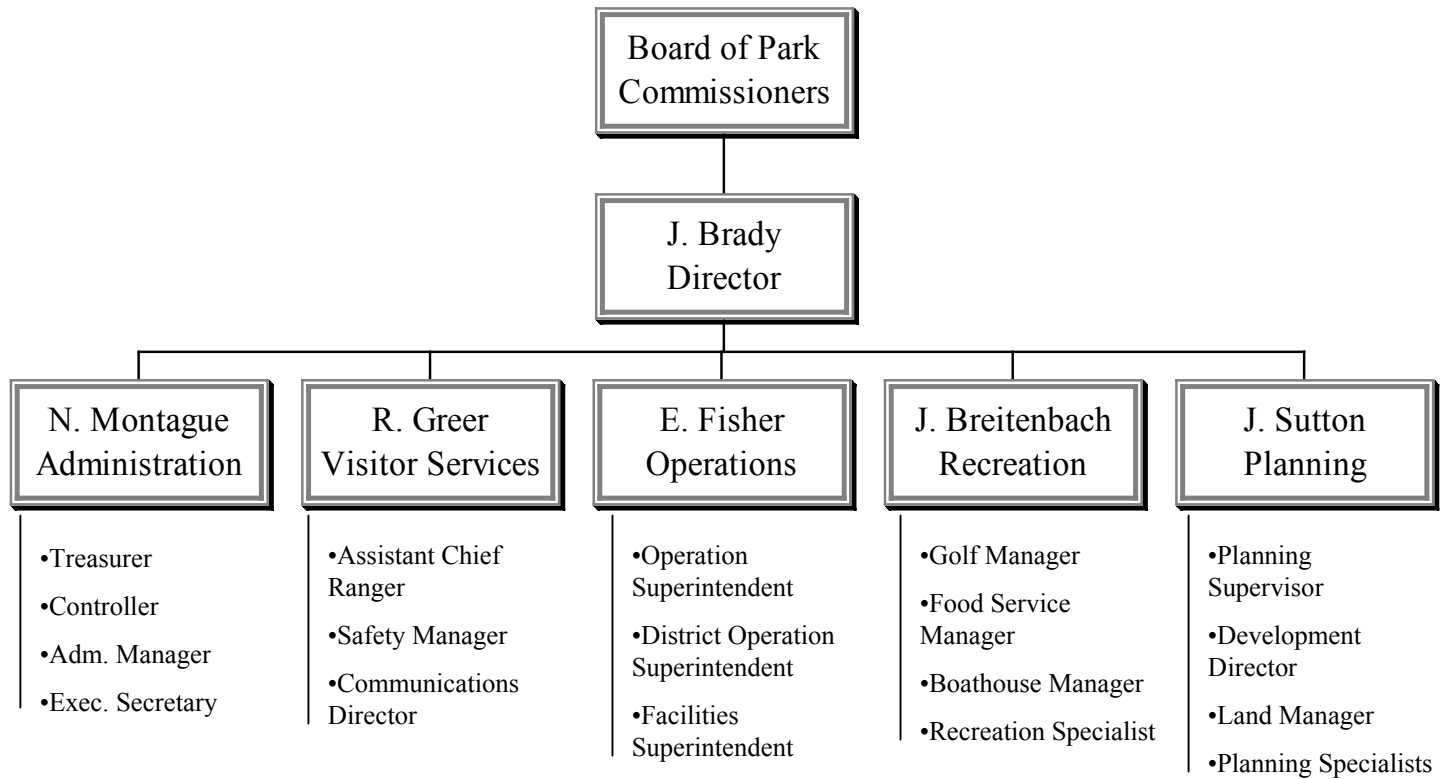 Board of Park
Commissioners
J. Brady
Director
N. Montague
Administration
•Treasurer
•Controller
•Adm. Manager
•Exec. Secretary
R. Greer
Visitor Services
•Assistant Chief
Ranger
•Safety Manager
•Communications
Director
E. Fisher
Operations
•Operation
Superintendent
•District Operation
Superintendent
•Facilities
Superintendent
J. Breitenbach
Recreation
•Golf Manager
•Food Service
Manager
•Boathouse Manager
•Recreation Specialist
J. Sutton
Planning
•Planning
Supervisor
•Development
Director
•Land Manager
•Planning Specialists